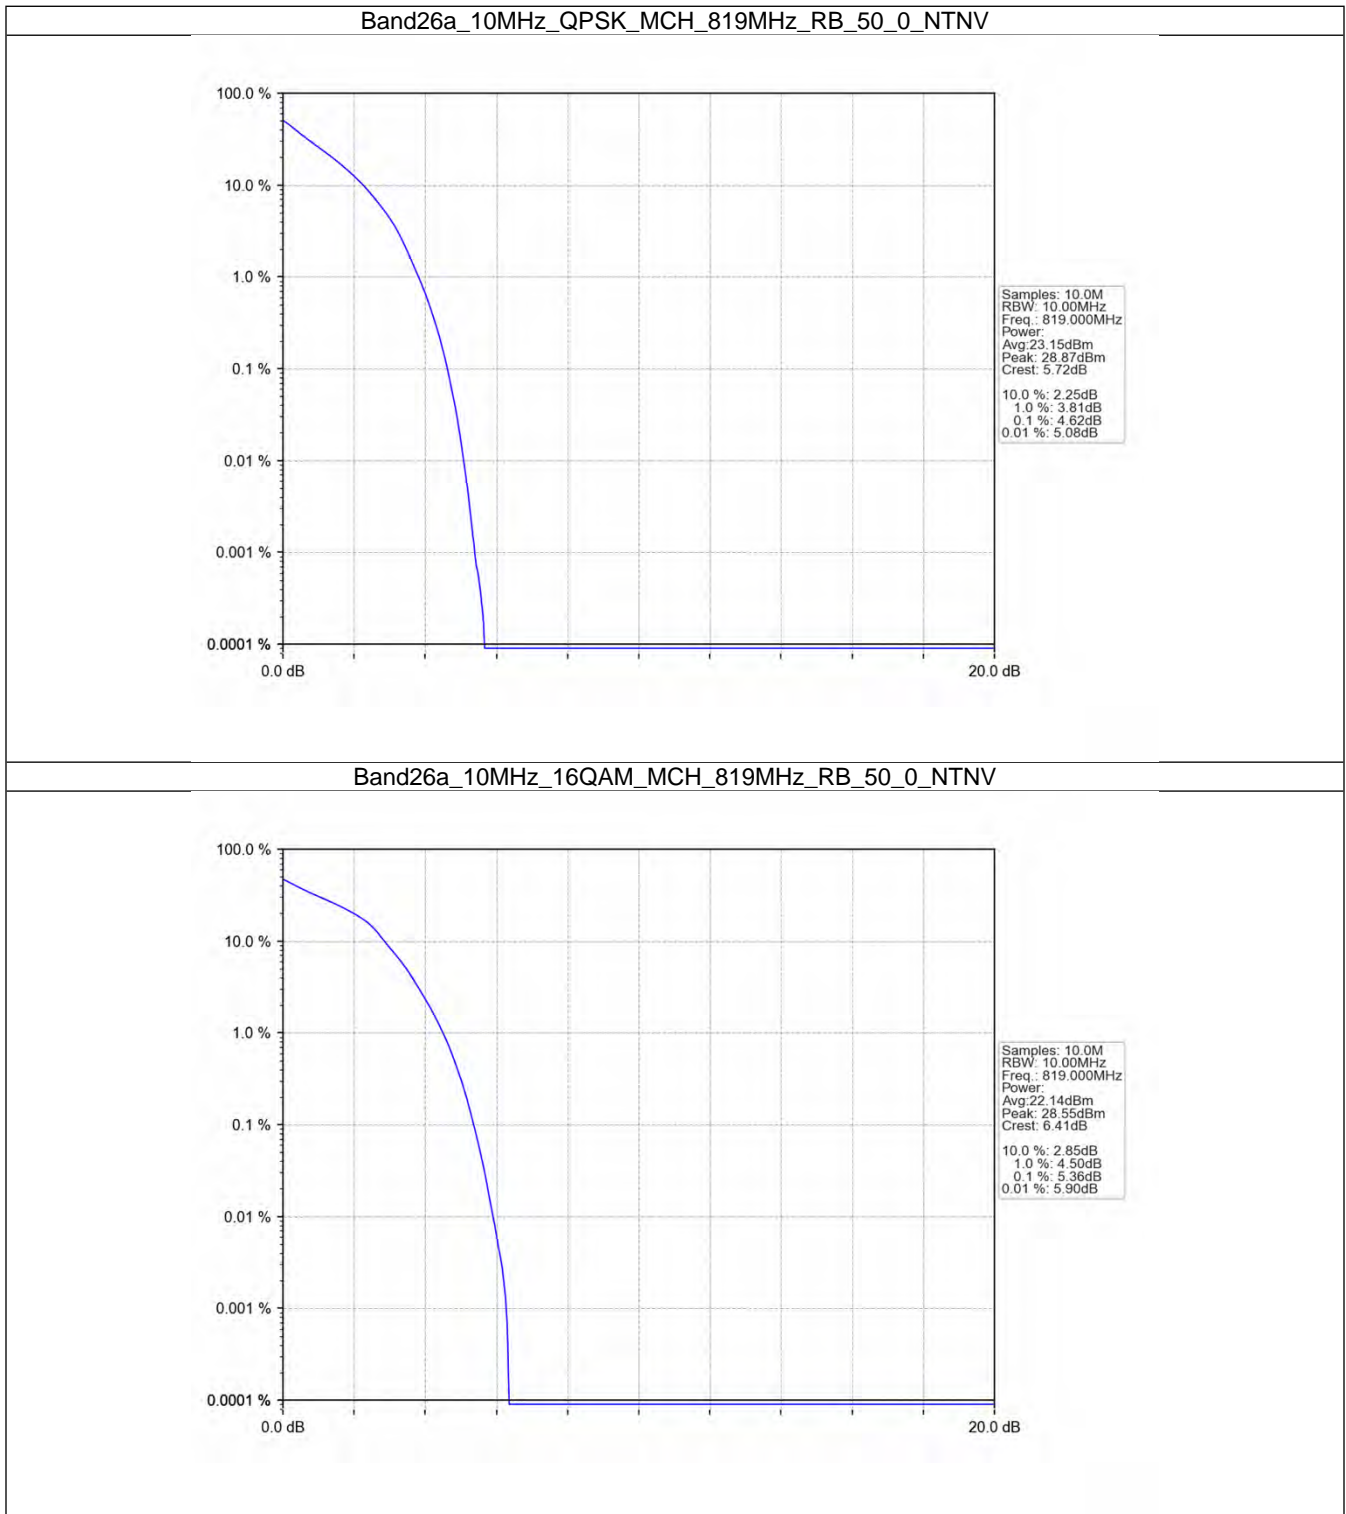 Band26a_10MHz_QPSK_MCH_819MHz_RB_50_0_NTNV
100.0 %
10.0 %
1.0 %
0.1 %
0.01 %
0.001 %
0.0001 %
0.0 dB
20.0 dB
Samples: 10.0M
RBW: 10.00MHz
Freq.: 819.000MHz
Power:
Avg:23.15dBm
Peak: 28.87dBm
Crest: 5.72dB
10.0 %: 2.25dB
1.0 %: 3.81dB
0.1 %: 4.62dB
0.01 %: 5.08dB
Band26a_10MHz_16QAM_MCH_819MHz_RB_50_0_NTNV
100.0 %
10.0 %
1.0 %
0.1 %
0.01 %
0.001 %
0.0001 %
0.0 dB
20.0 dB
Samples: 10.0M
RBW: 10.00MHz
Freq.: 819.000MHz
Power:
Avg:22.14dBm
Peak: 28.55dBm
Crest: 6.41dB
10.0 %: 2.85dB
1.0 %: 4.50dB
0.1 %: 5.36dB
0.01 %: 5.90dB